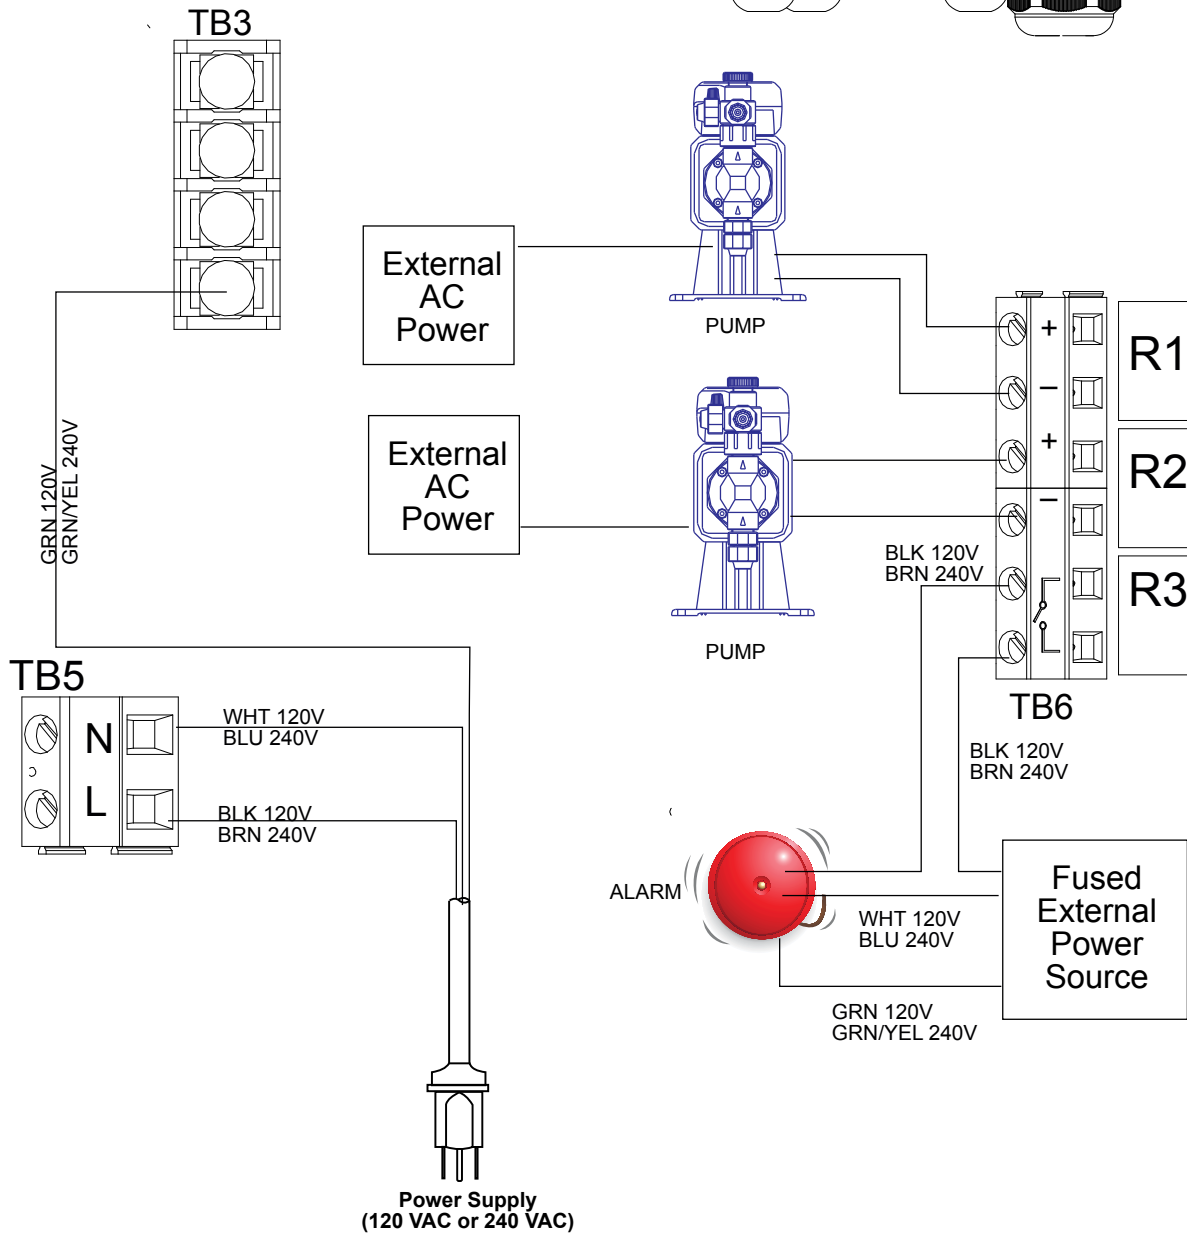 TB3
External
AC
Power
PUMP
+
−
+
−
R1
R2
R3
External
AC
Power
PUMP
GRN 120V
GRN/YEL 240V
BLK 120V
BRN 240V
TB6
TB5
N
L
WHT 120V
BLU 240V
BLK 120V
BRN 240V
BLK 120V
BRN 240V
ALARM
WHT 120V
BLU 240V
GRN 120V
GRN/YEL 240V
Fused
External
Power
Source
Power Supply
(120 VAC or 240 VAC)